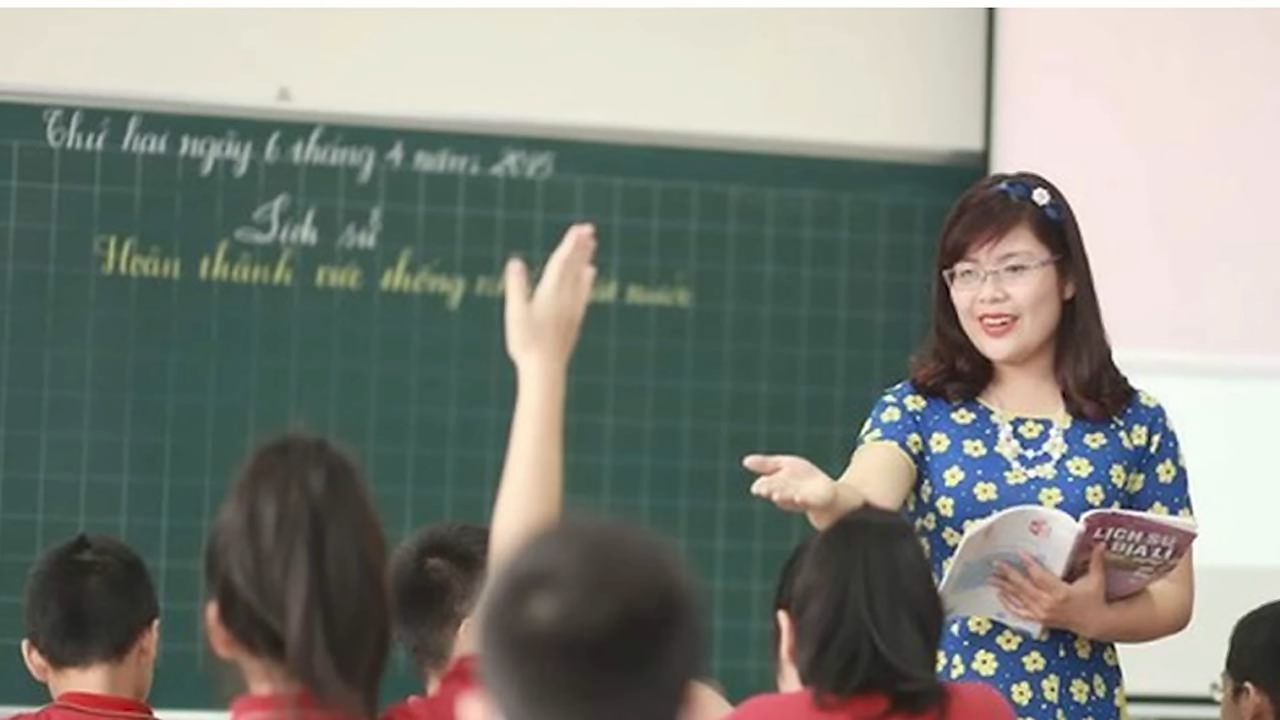 Thứ hai ngày 6 tháng 4 năm 2015
Lịch sử
Hoàn thành việc thống nước
LỊCH SỬ
ĐỊA LÍ